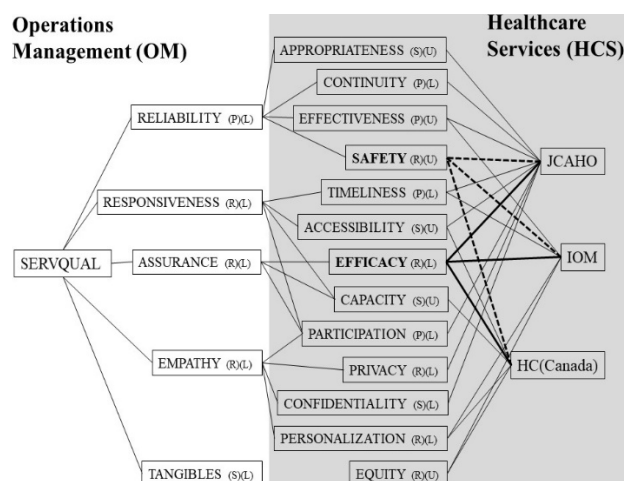 Operations
Management (OM)
Healthcare
Services (HCS)
APPROPRIATENESS (S)(U)
CONTINUITY (P)(L)
RELIABILITY (P)(L)
EFFECTIVENESS (P)(U)
SAFETY (R)(U)
JCAHO
TIMELINESS (P)(L)
RESPONSIVENESS (R)(L)
ACCESSIBILITY (S)(U)
SERVQUAL
ASSURANCE (R)(L)
EFFICACY (R)(L)
IOM
CAPACITY (S)(U)
PARTICIPATION (P)(L)
EMPATHY (R)(L)
PRIVACY (R)(L)
HC(Canada)
CONFIDENTIALITY (S)(L)
PERSONALIZATION (R)(L)
TANGIBLES (S)(L)
EQUITY (R)(U)